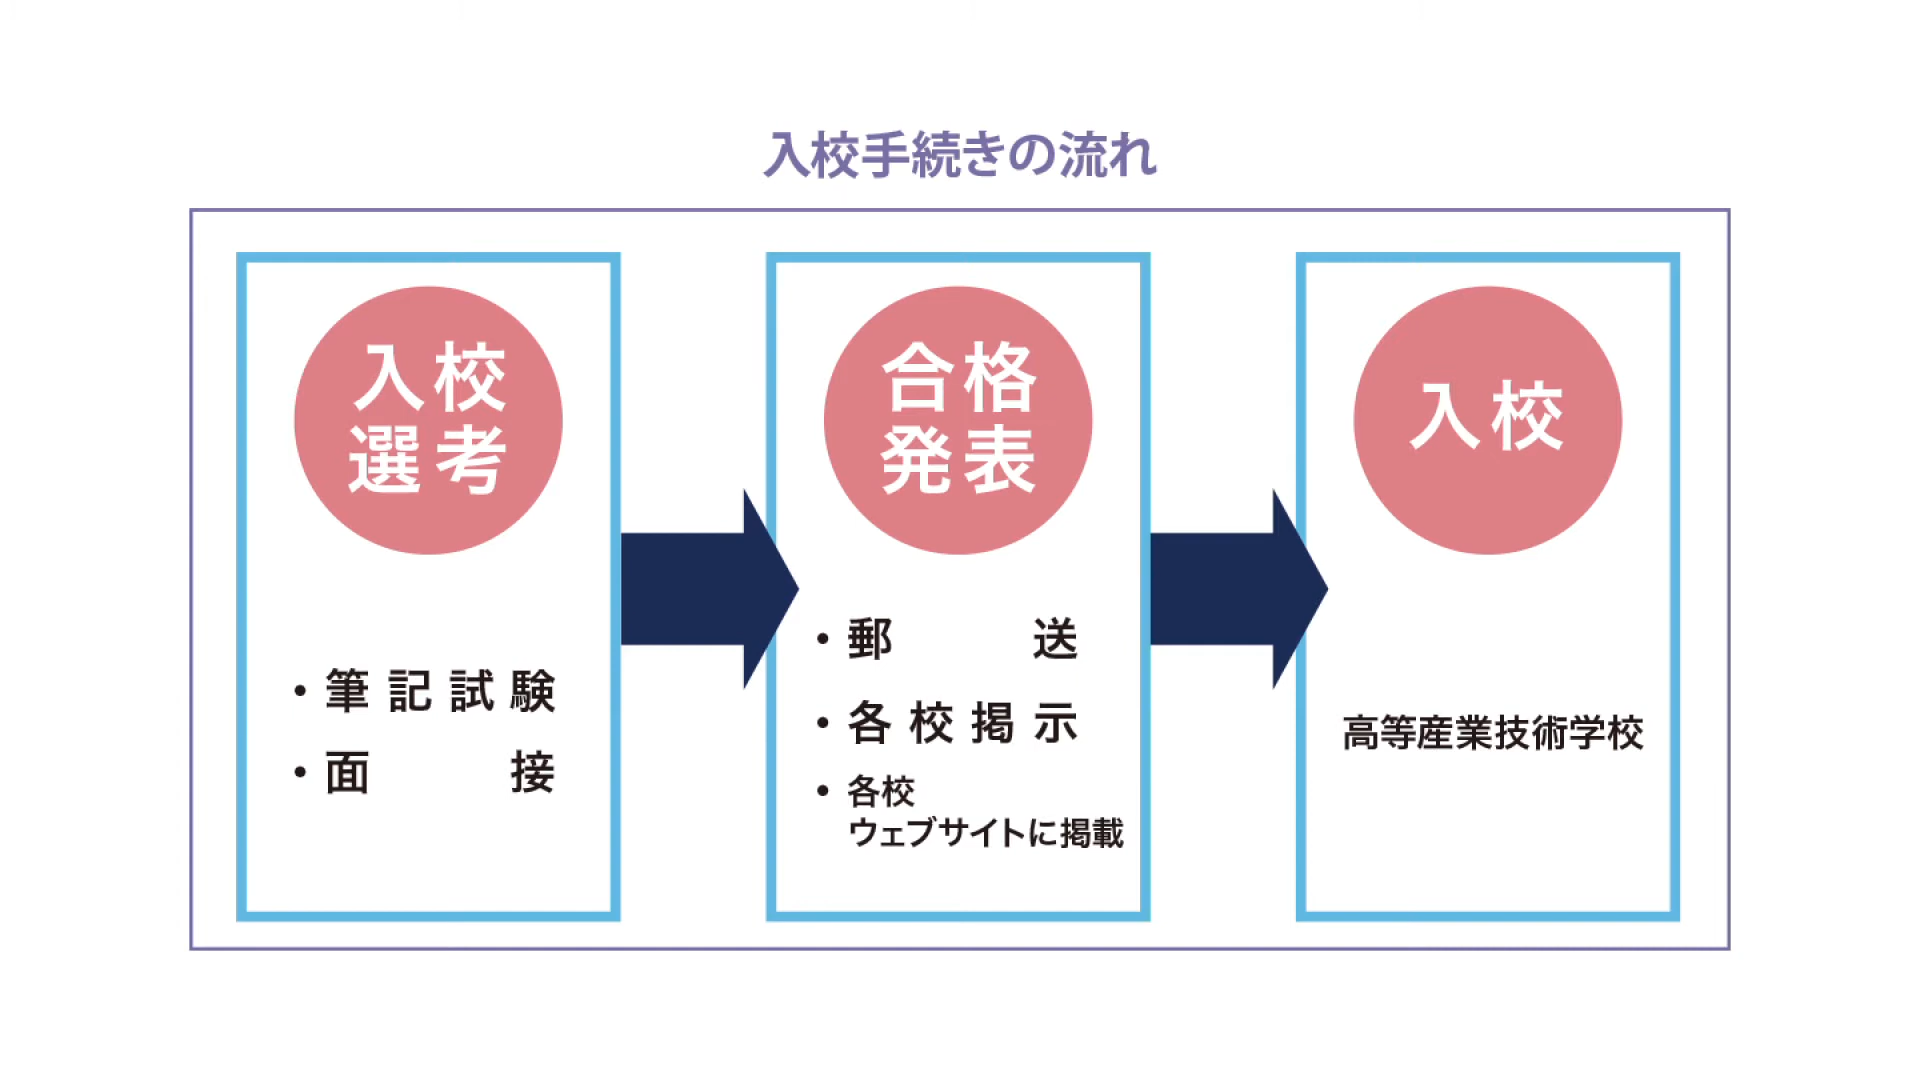 入校手続きの流れ
入校
選考
・筆記試験
・面接
合格
発表
・郵送
・各校掲示
・各校
ウェブサイトに掲載
入校
高等産業技術学校